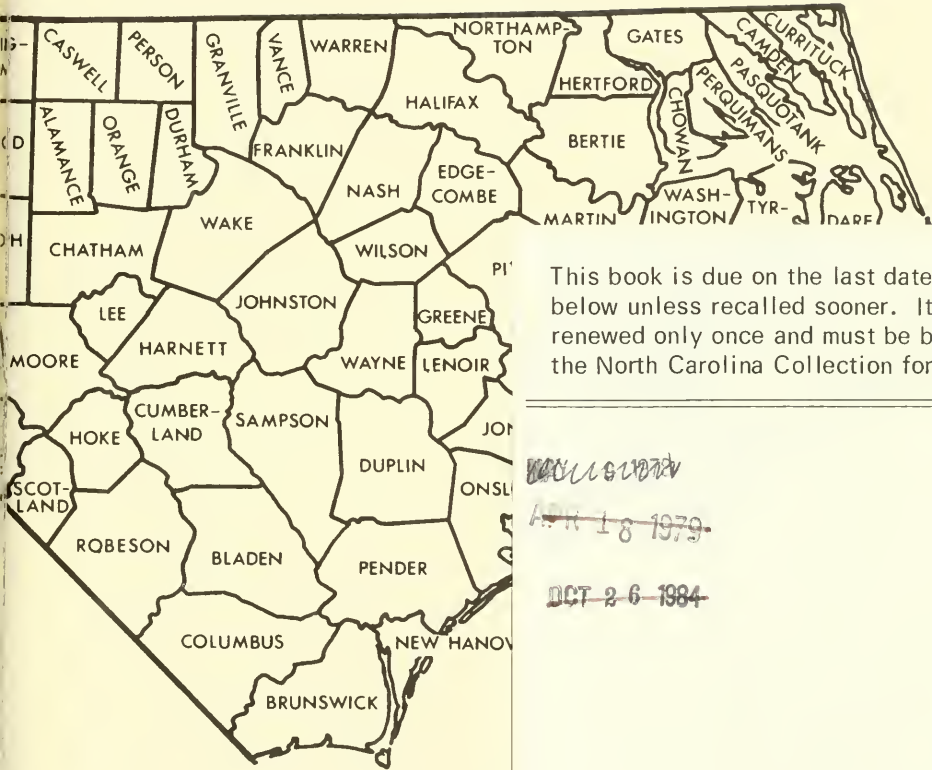 NORTHAMP-
TON
GATES
CURRITUCK
CAMDEN
PASQUOTANK
PERQUIMANS
CHOWAN
HERTFORD
CASWELL
PERSON
GRANVILLE
VANCE
WARREN
HALIFAX
BERTIE
ALAMANCE
ORANGE
DURHAM
FRANKLIN
NASH
EDGE-
COMBE
MARTIN
WASH-
INGTON
TYR-
DARE
CHATHAM
WAKE
WILSON
LEE
JOHNSTON
GREENE
MOORE
HARNETT
WAYNE
LENOIR
HOKE
CUMBER-
LAND
SAMPSON
DUPLIN
JON
ONSL
SCOT-
LAND
ROBESON
BLADEN
PENDER
COLUMBUS
NEW HANOV
BRUNSWICK
This book is due on the last date
below unless recalled sooner. It
renewed only once and must be b
the North Carolina Collection for
APR 18 1979
OCT 26 1984